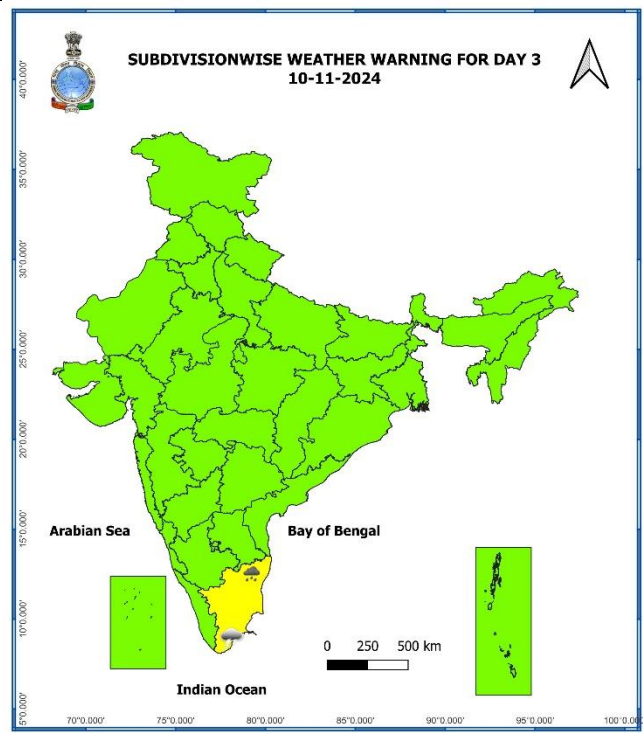 SUBDIVISIONWISE WEATHER WARNING FOR DAY 3
10-11-2024
40°0.000'
35°0.000'
30°0.000'
25°0.000'
20°0.000'
15°0.000'
10°0.000'
5°0.000'
Arabian Sea
Bay of Bengal
0 250 500 km
Indian Ocean
70°0.000' 75°0.000' 80°0.000' 85°0.000' 90°0.000' 95°0.000' 100°0.000'